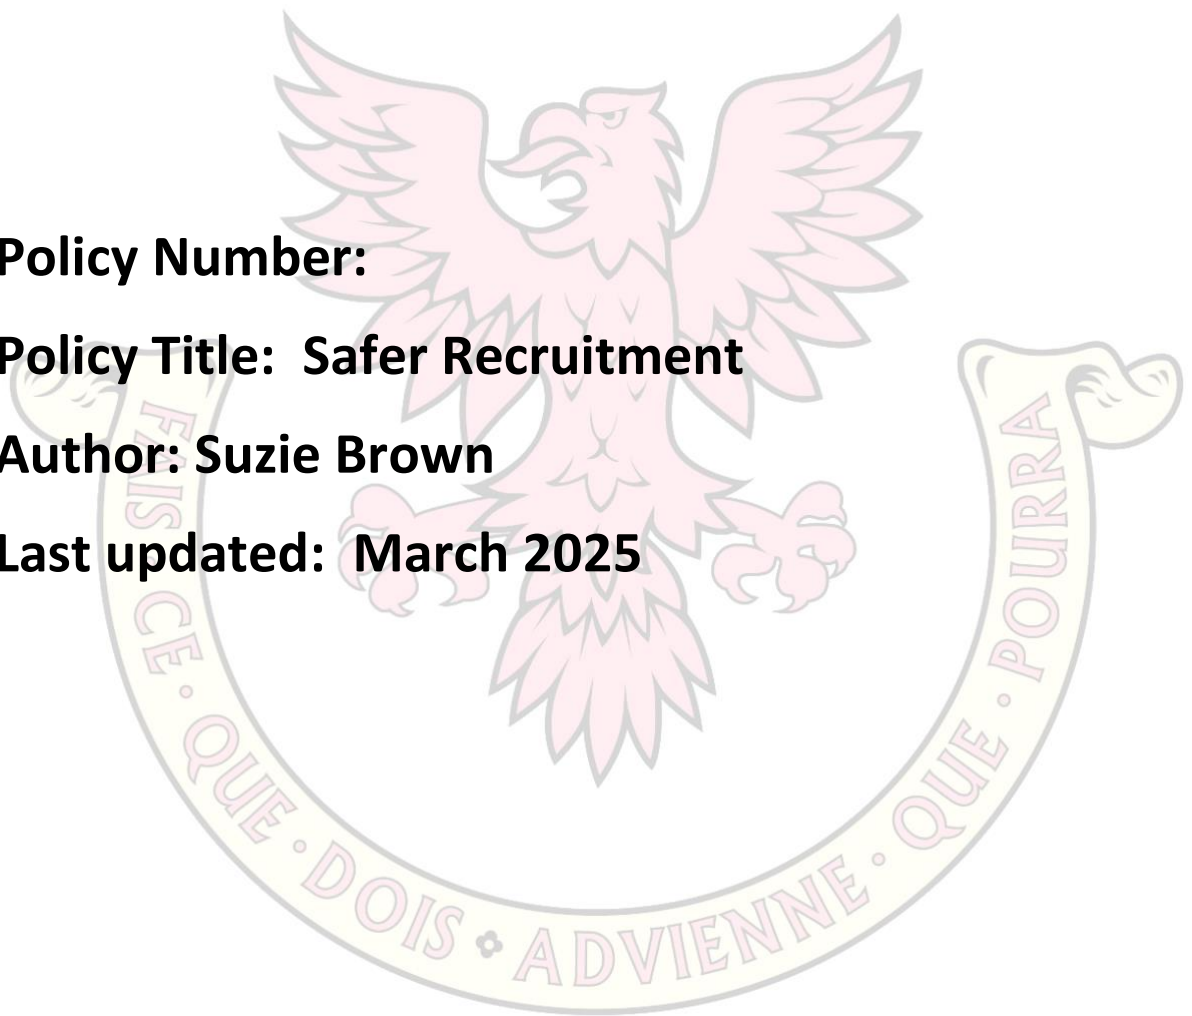 Policy Number:
Policy Title: Safer Recruitment
Author: Suzie Brown
Last updated: March 2025
FAIS CE · QUE · DOIS · ADVIENNE · QUE · POURRA